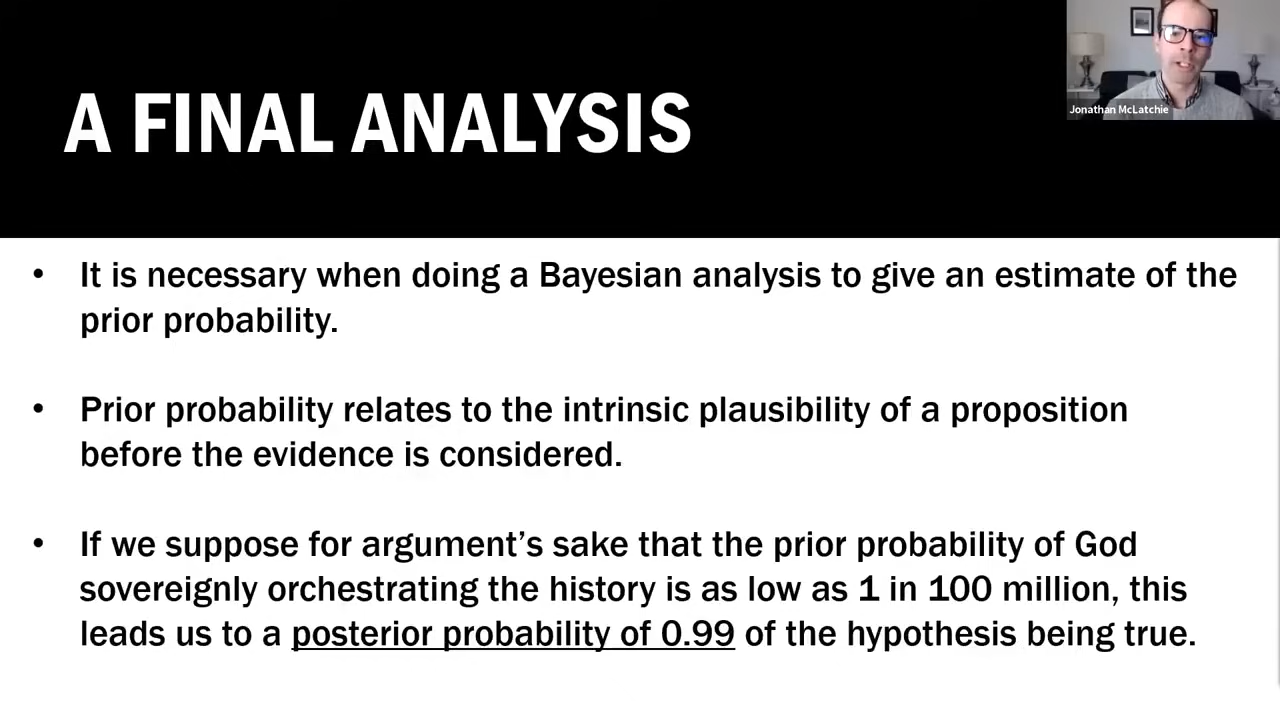 A FINAL ANALYSIS
Jonathan McLatchie
• It is necessary when doing a Bayesian analysis to give an estimate of the
prior probability.
• Prior probability relates to the intrinsic plausibility of a proposition
before the evidence is considered.
• If we suppose for argument’s sake that the prior probability of God
sovereignly orchestrating the history is as low as 1 in 100 million, this
leads us to a posterior probability of 0.99 of the hypothesis being true.